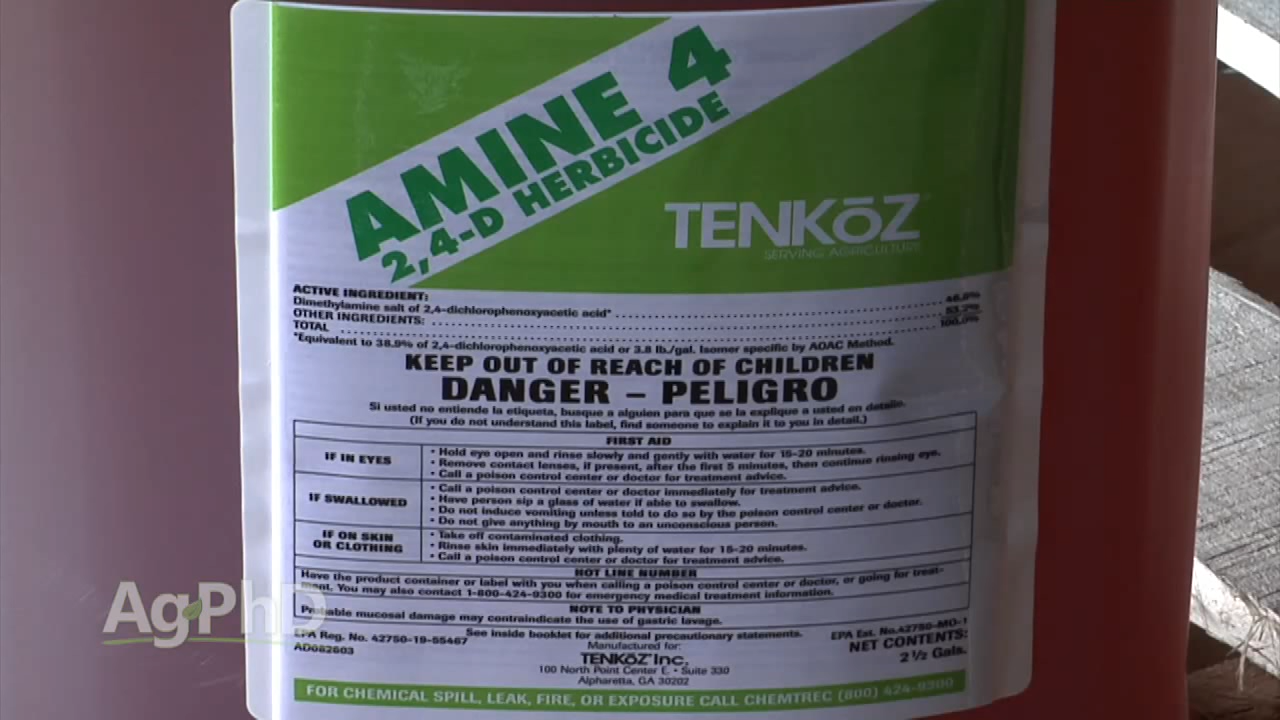 AMINE 4
2,4-D HERBICIDE
TENKōZ
SERVING AGRICULTURE
ACTIVE INGREDIENT:
Dimethylamine salt of 2,4-dichlorophenoxyacetic acid* 46.8%
OTHER INGREDIENTS: 53.2%
TOTAL 100.0%
*Equivalent to 38.9% of 2,4-dichlorophenoxyacetic acid or 3.8 lb./gal. Isomer specific by AOAC Method.
KEEP OUT OF REACH OF CHILDREN
DANGER – PELIGRO
Si usted no entiende la etiqueta, busque a alguien para que se la explique a usted en detalle.
(If you do not understand this label, find someone to explain it to you in detail.)
FIRST AID
IF IN EYES
• Hold eye open and rinse slowly and gently with water for 15-20 minutes.
• Remove contact lenses, if present, after the first 5 minutes, then continue rinsing eye.
• Call a poison control center or doctor for treatment advice.
IF SWALLOWED
• Call a poison control center or doctor immediately for treatment advice.
• Have person sip a glass of water if able to swallow.
• Do not induce vomiting unless told to do so by the poison control center or doctor.
• Do not give anything by mouth to an unconscious person.
IF ON SKIN
OR CLOTHING
• Take off contaminated clothing.
• Rinse skin immediately with plenty of water for 15-20 minutes.
• Call a poison control center or doctor for treatment advice.
HOT LINE NUMBER
Have the product container or label with you when calling a poison control center or doctor, or going for treat-
ment. You may also contact 1-800-424-9300 for emergency medical treatment information.
NOTE TO PHYSICIAN
Probable mucosal damage may contraindicate the use of gastric lavage.
See inside booklet for additional precautionary statements.
EPA Reg. No. 42750-19-55467
AD082603
EPA Est. No. 42750-MO-1
NET CONTENTS:
2 ½ Gals.
Manufactured for:
TENKōZ Inc.
100 North Point Center E. • Suite 330
Alpharetta, GA 30202
FOR CHEMICAL SPILL, LEAK, FIRE, OR EXPOSURE CALL CHEMTREC (800) 424-9300
AgPhD